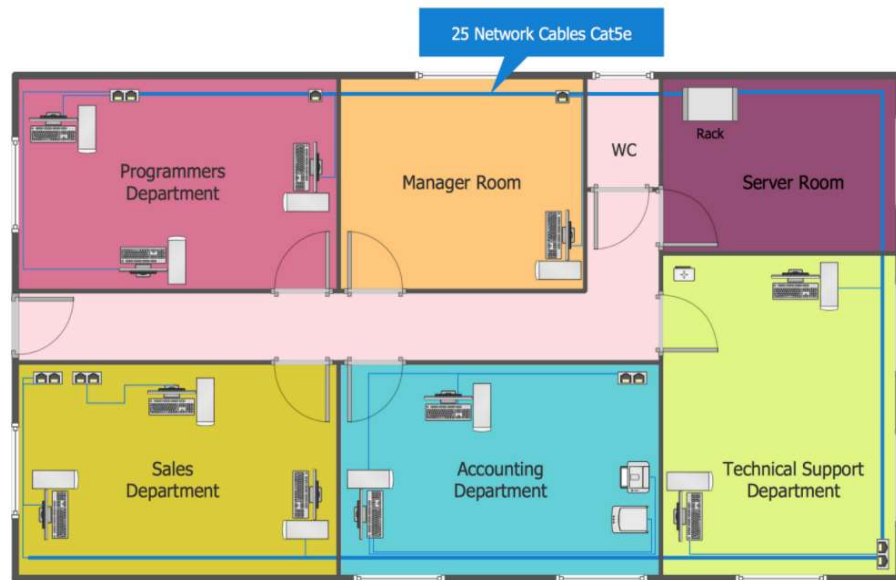 25 Network Cables Cat5e
Programmers
Department
Manager Room
WC
Rack
Server Room
Sales
Department
Accounting
Department
Technical Support
Department